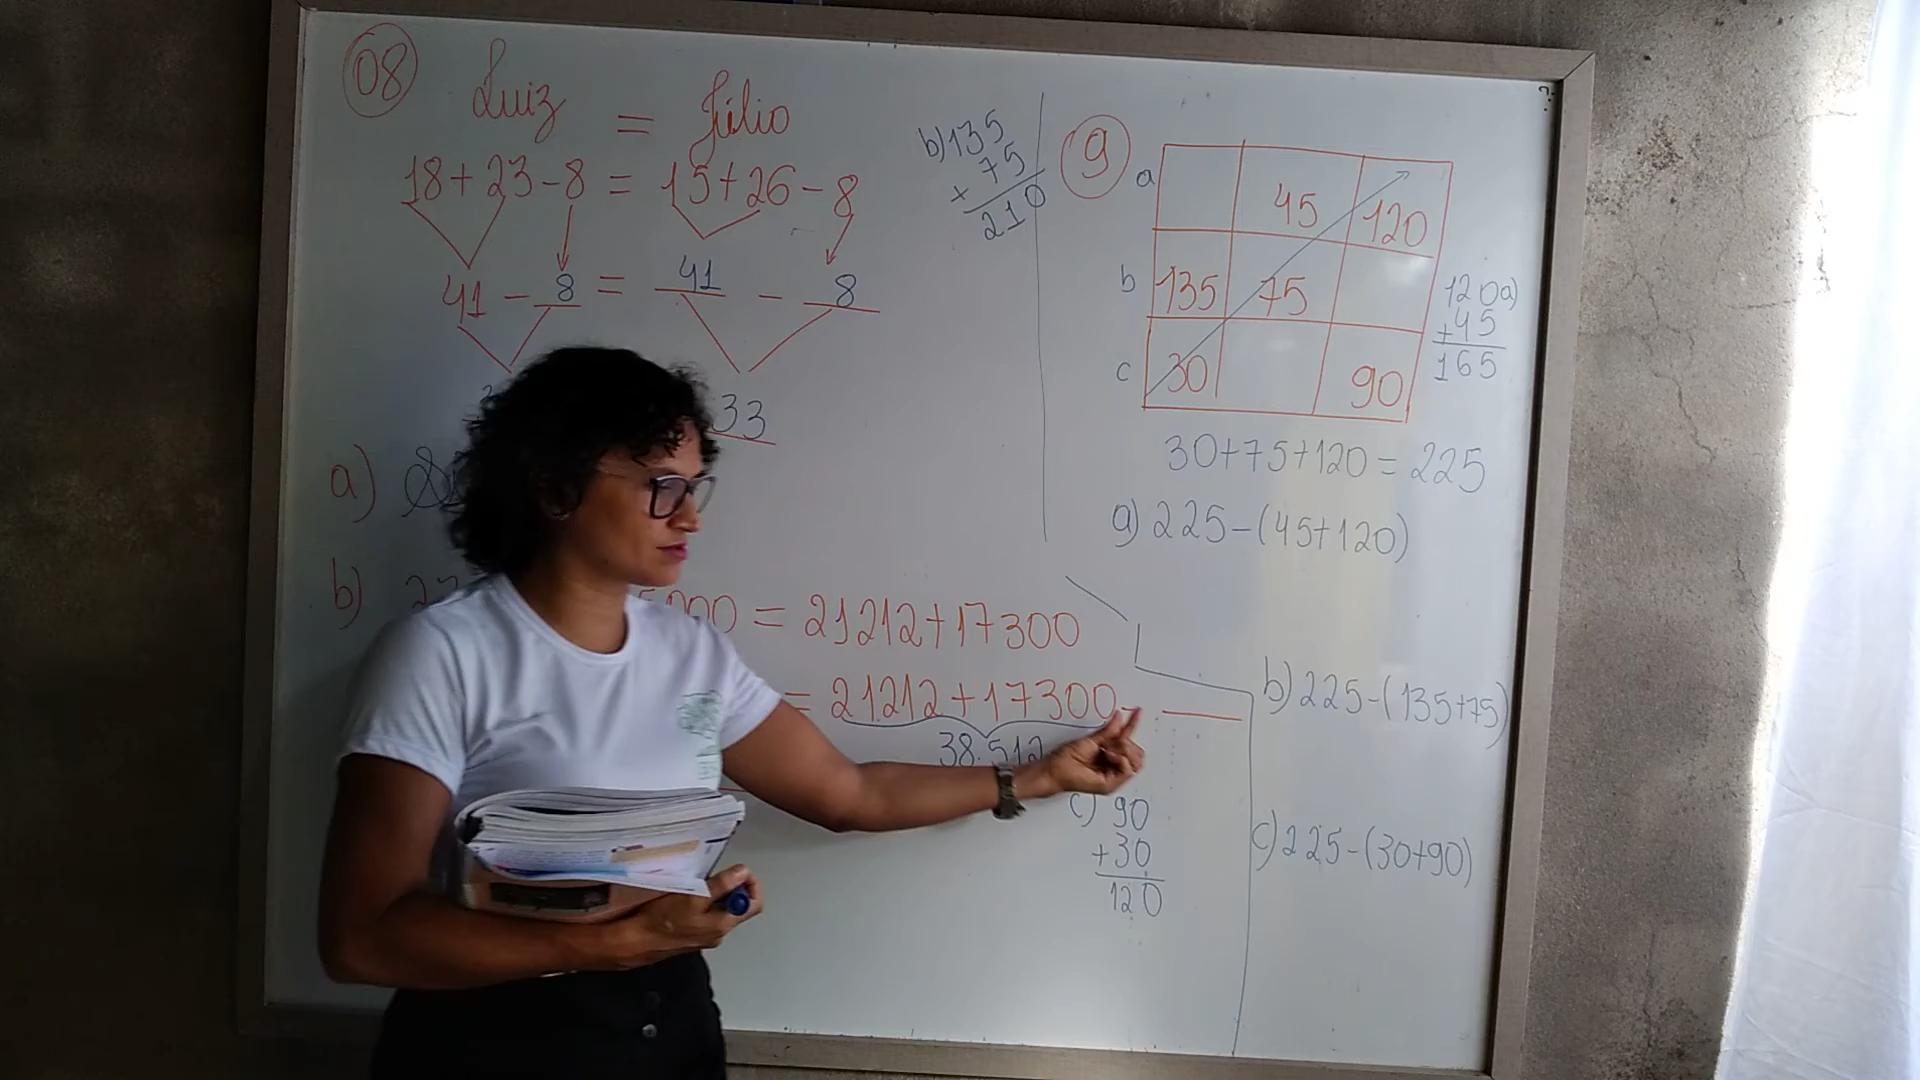 08
Luiz = Júlio
18+23-8 = 15+26-8
41 - 8 = 41 - 8
33
a)
b)
000 = 21212+17300
= 21212+17300-
38.512
b) 135
+ 75
210
9
a
45 120
b
135 75
c
30 90
120 a)
+45
165
30+75+120 = 225
a) 225-(45+120)
b) 225-(135+75)
c) 90
+30
120
c) 225-(30+90)